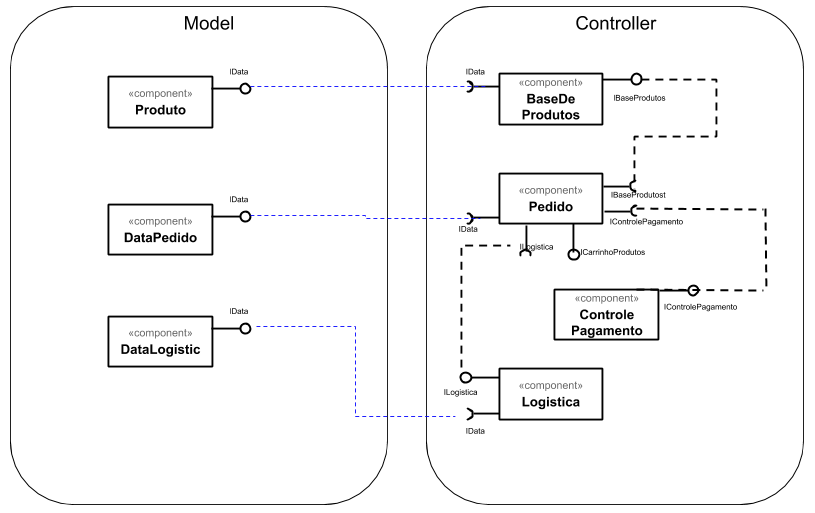 Model
Controller
IData
«component»
Produto
IData
«component»
DataPedido
IData
«component»
DataLogistic
IData
«component»
BaseDe
Produtos
IBaseProdutos
«component»
Pedido
IBaseProdutost
IControlePagamento
IData
ILogistica
ICarrinhoProdutos
«component»
Controle
Pagamento
IControlePagamento
ILogistica
«component»
Logistica
IData